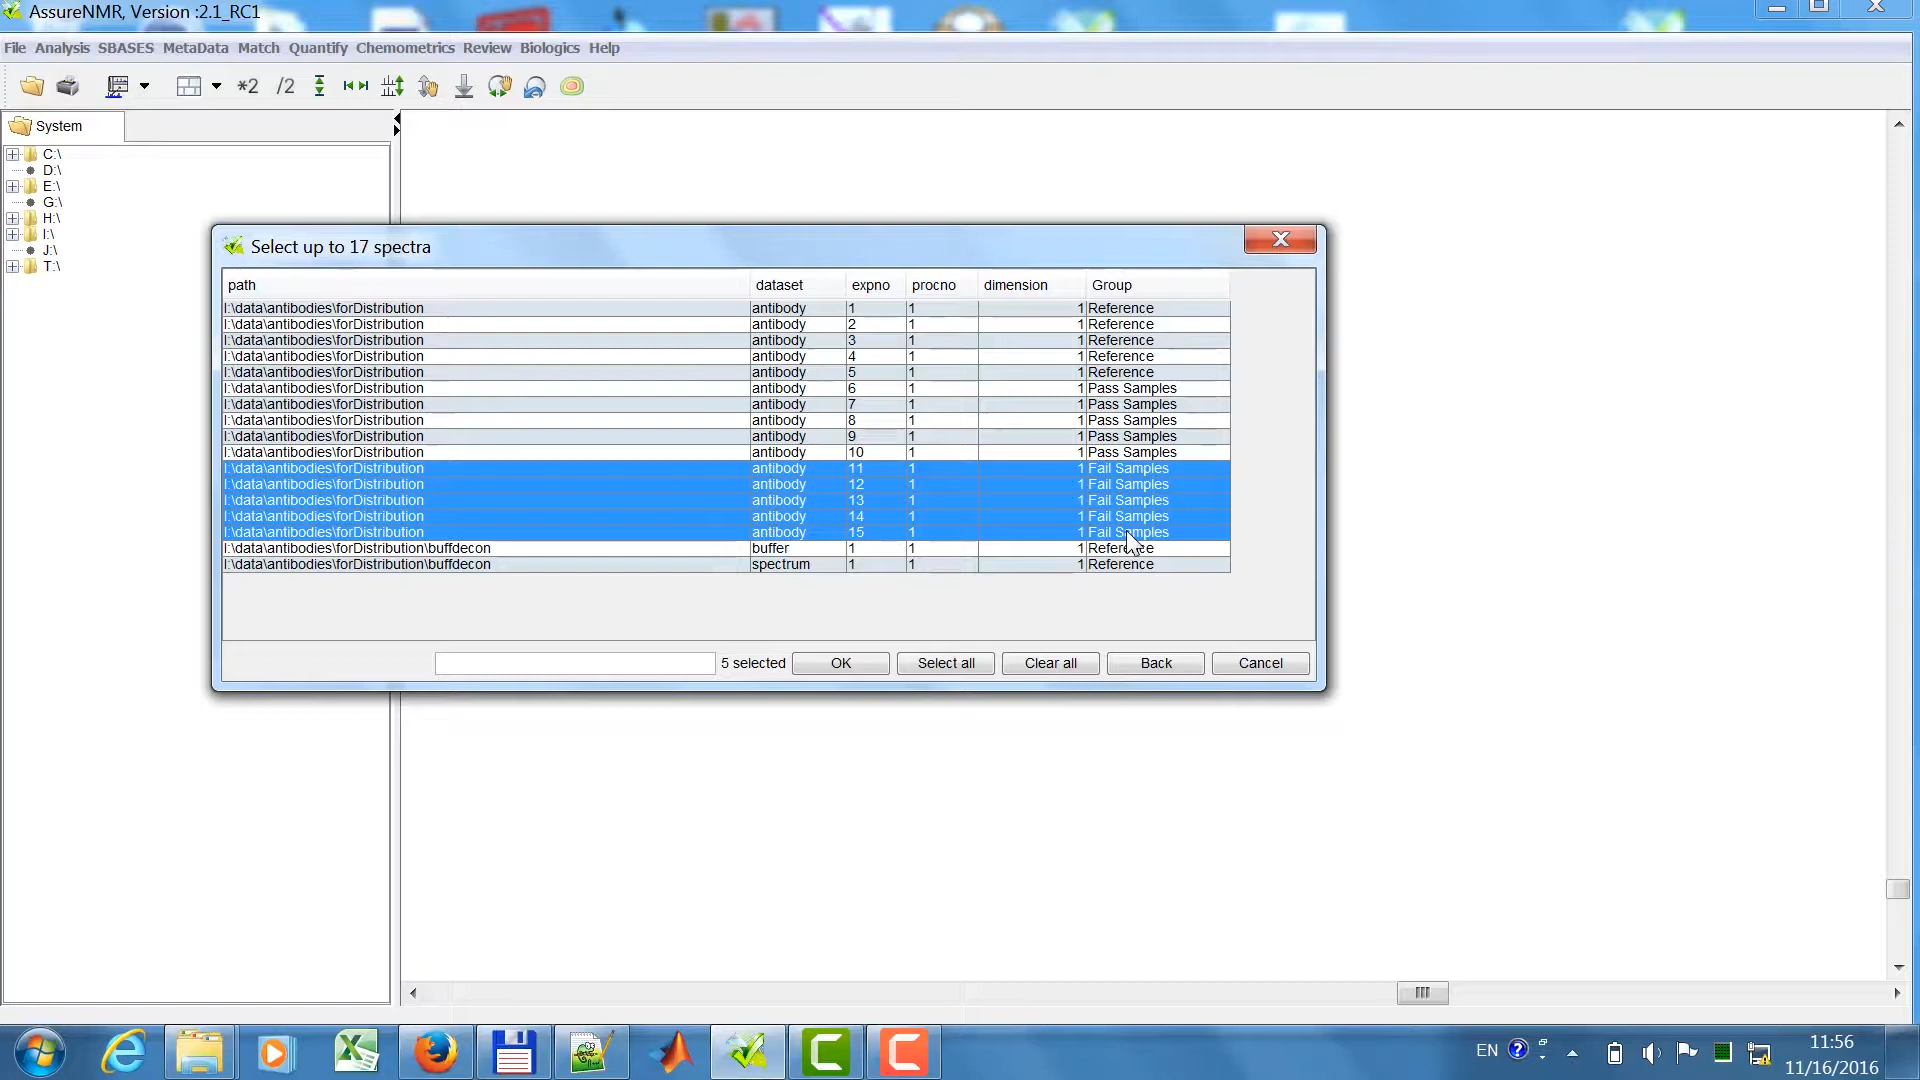 AssureNMR, Version :2.1_RC1
File Analysis SBASES MetaData Match Quantify Chemometrics Review Biologics Help
*2 /2
System
C:\
D:\
E:\
G:\
H:\
I:\
J:\
T:\
Select up to 17 spectra
path dataset expno procno dimension Group
I:\data\antibodies\forDistribution antibody 1 1 1 Reference
I:\data\antibodies\forDistribution antibody 2 1 1 Reference
I:\data\antibodies\forDistribution antibody 3 1 1 Reference
I:\data\antibodies\forDistribution antibody 4 1 1 Reference
I:\data\antibodies\forDistribution antibody 5 1 1 Reference
I:\data\antibodies\forDistribution antibody 6 1 1 Pass Samples
I:\data\antibodies\forDistribution antibody 7 1 1 Pass Samples
I:\data\antibodies\forDistribution antibody 8 1 1 Pass Samples
I:\data\antibodies\forDistribution antibody 9 1 1 Pass Samples
I:\data\antibodies\forDistribution antibody 10 1 1 Pass Samples
I:\data\antibodies\forDistribution antibody 11 1 1 Fail Samples
I:\data\antibodies\forDistribution antibody 12 1 1 Fail Samples
I:\data\antibodies\forDistribution antibody 13 1 1 Fail Samples
I:\data\antibodies\forDistribution antibody 14 1 1 Fail Samples
I:\data\antibodies\forDistribution antibody 15 1 1 Fail Samples
I:\data\antibodies\forDistribution\buffdecon buffer 1 1 1 Reference
I:\data\antibodies\forDistribution\buffdecon spectrum 1 1 1 Reference
5 selected OK Select all Clear all Back Cancel
EN
11:56
11/16/2016